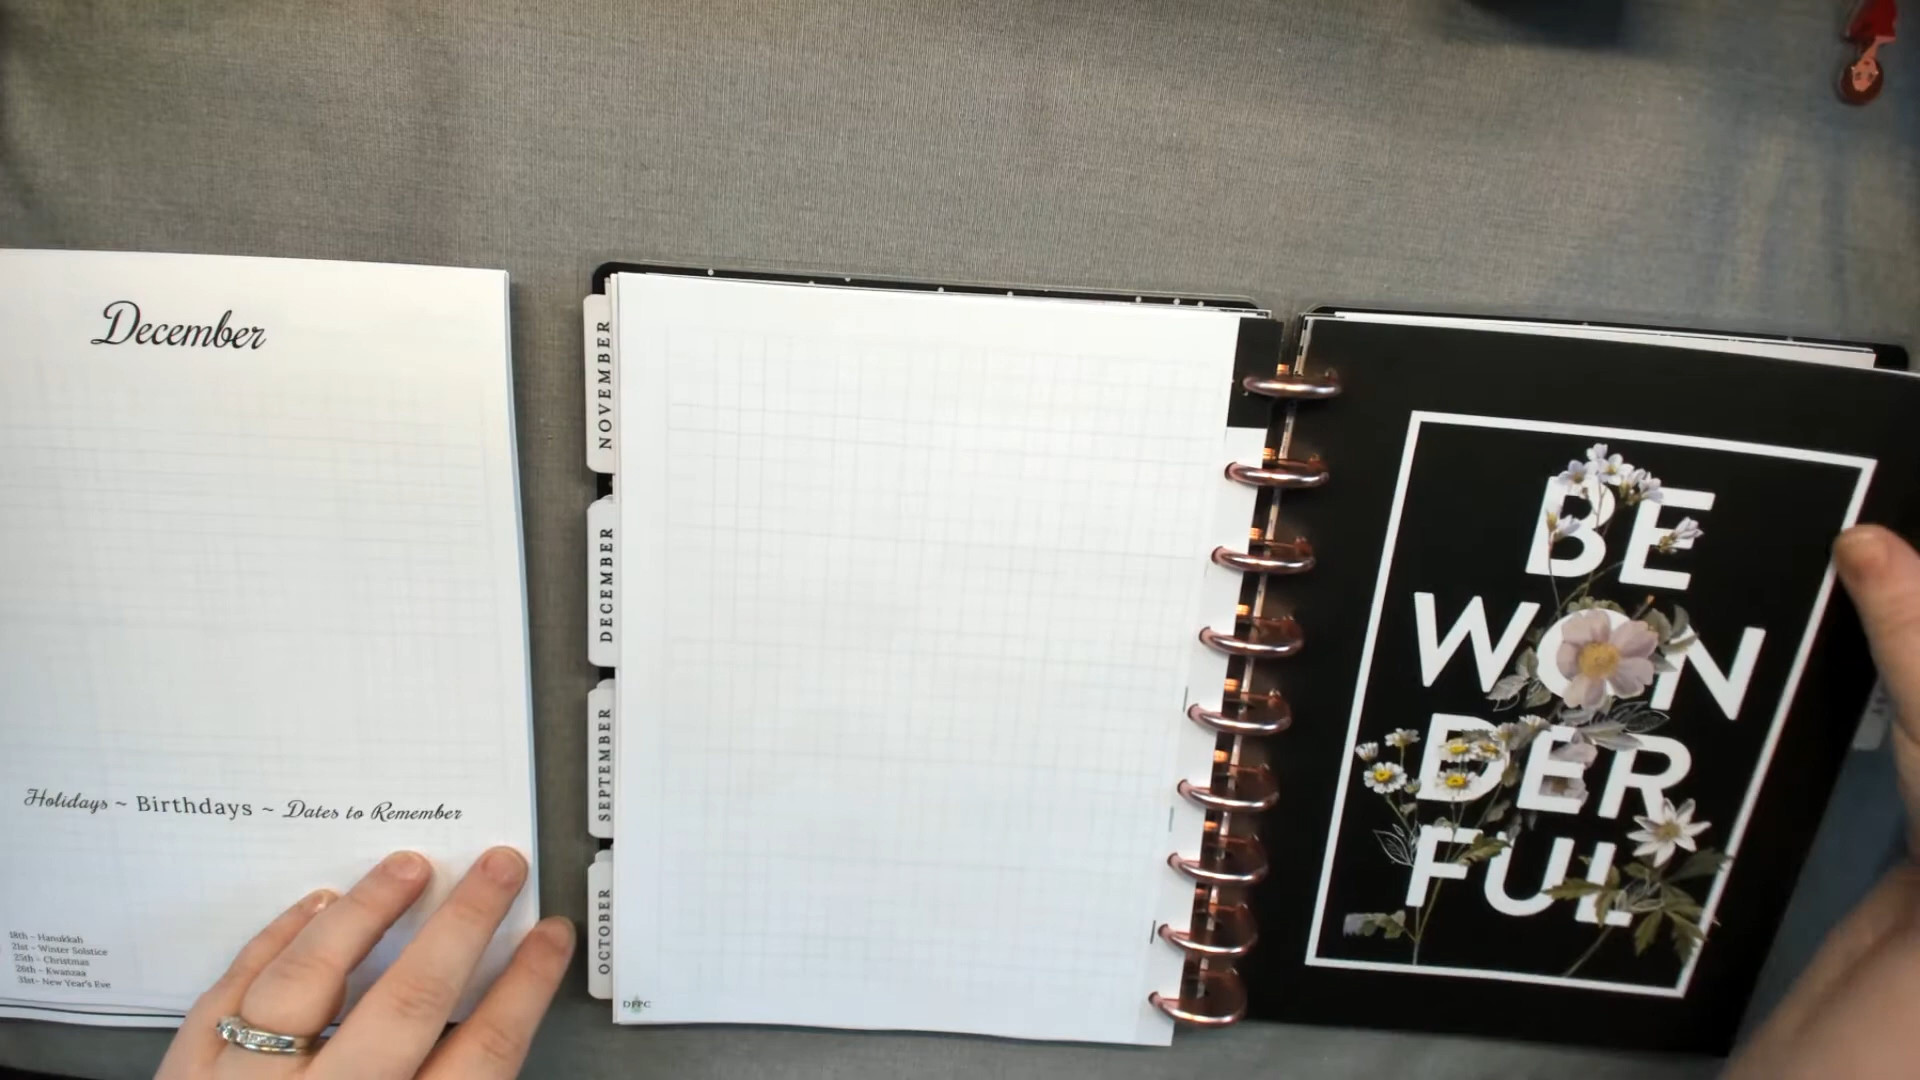 December
Holidays ~ Birthdays ~ Dates to Remember
18th - Hanukkah
21st - Winter Solstice
25th - Christmas
26th - Kwanzaa
31st - New Year's Eve
NOVEMBER
DECEMBER
SEPTEMBER
OCTOBER
DFPC
BE
WON
DER
FUL